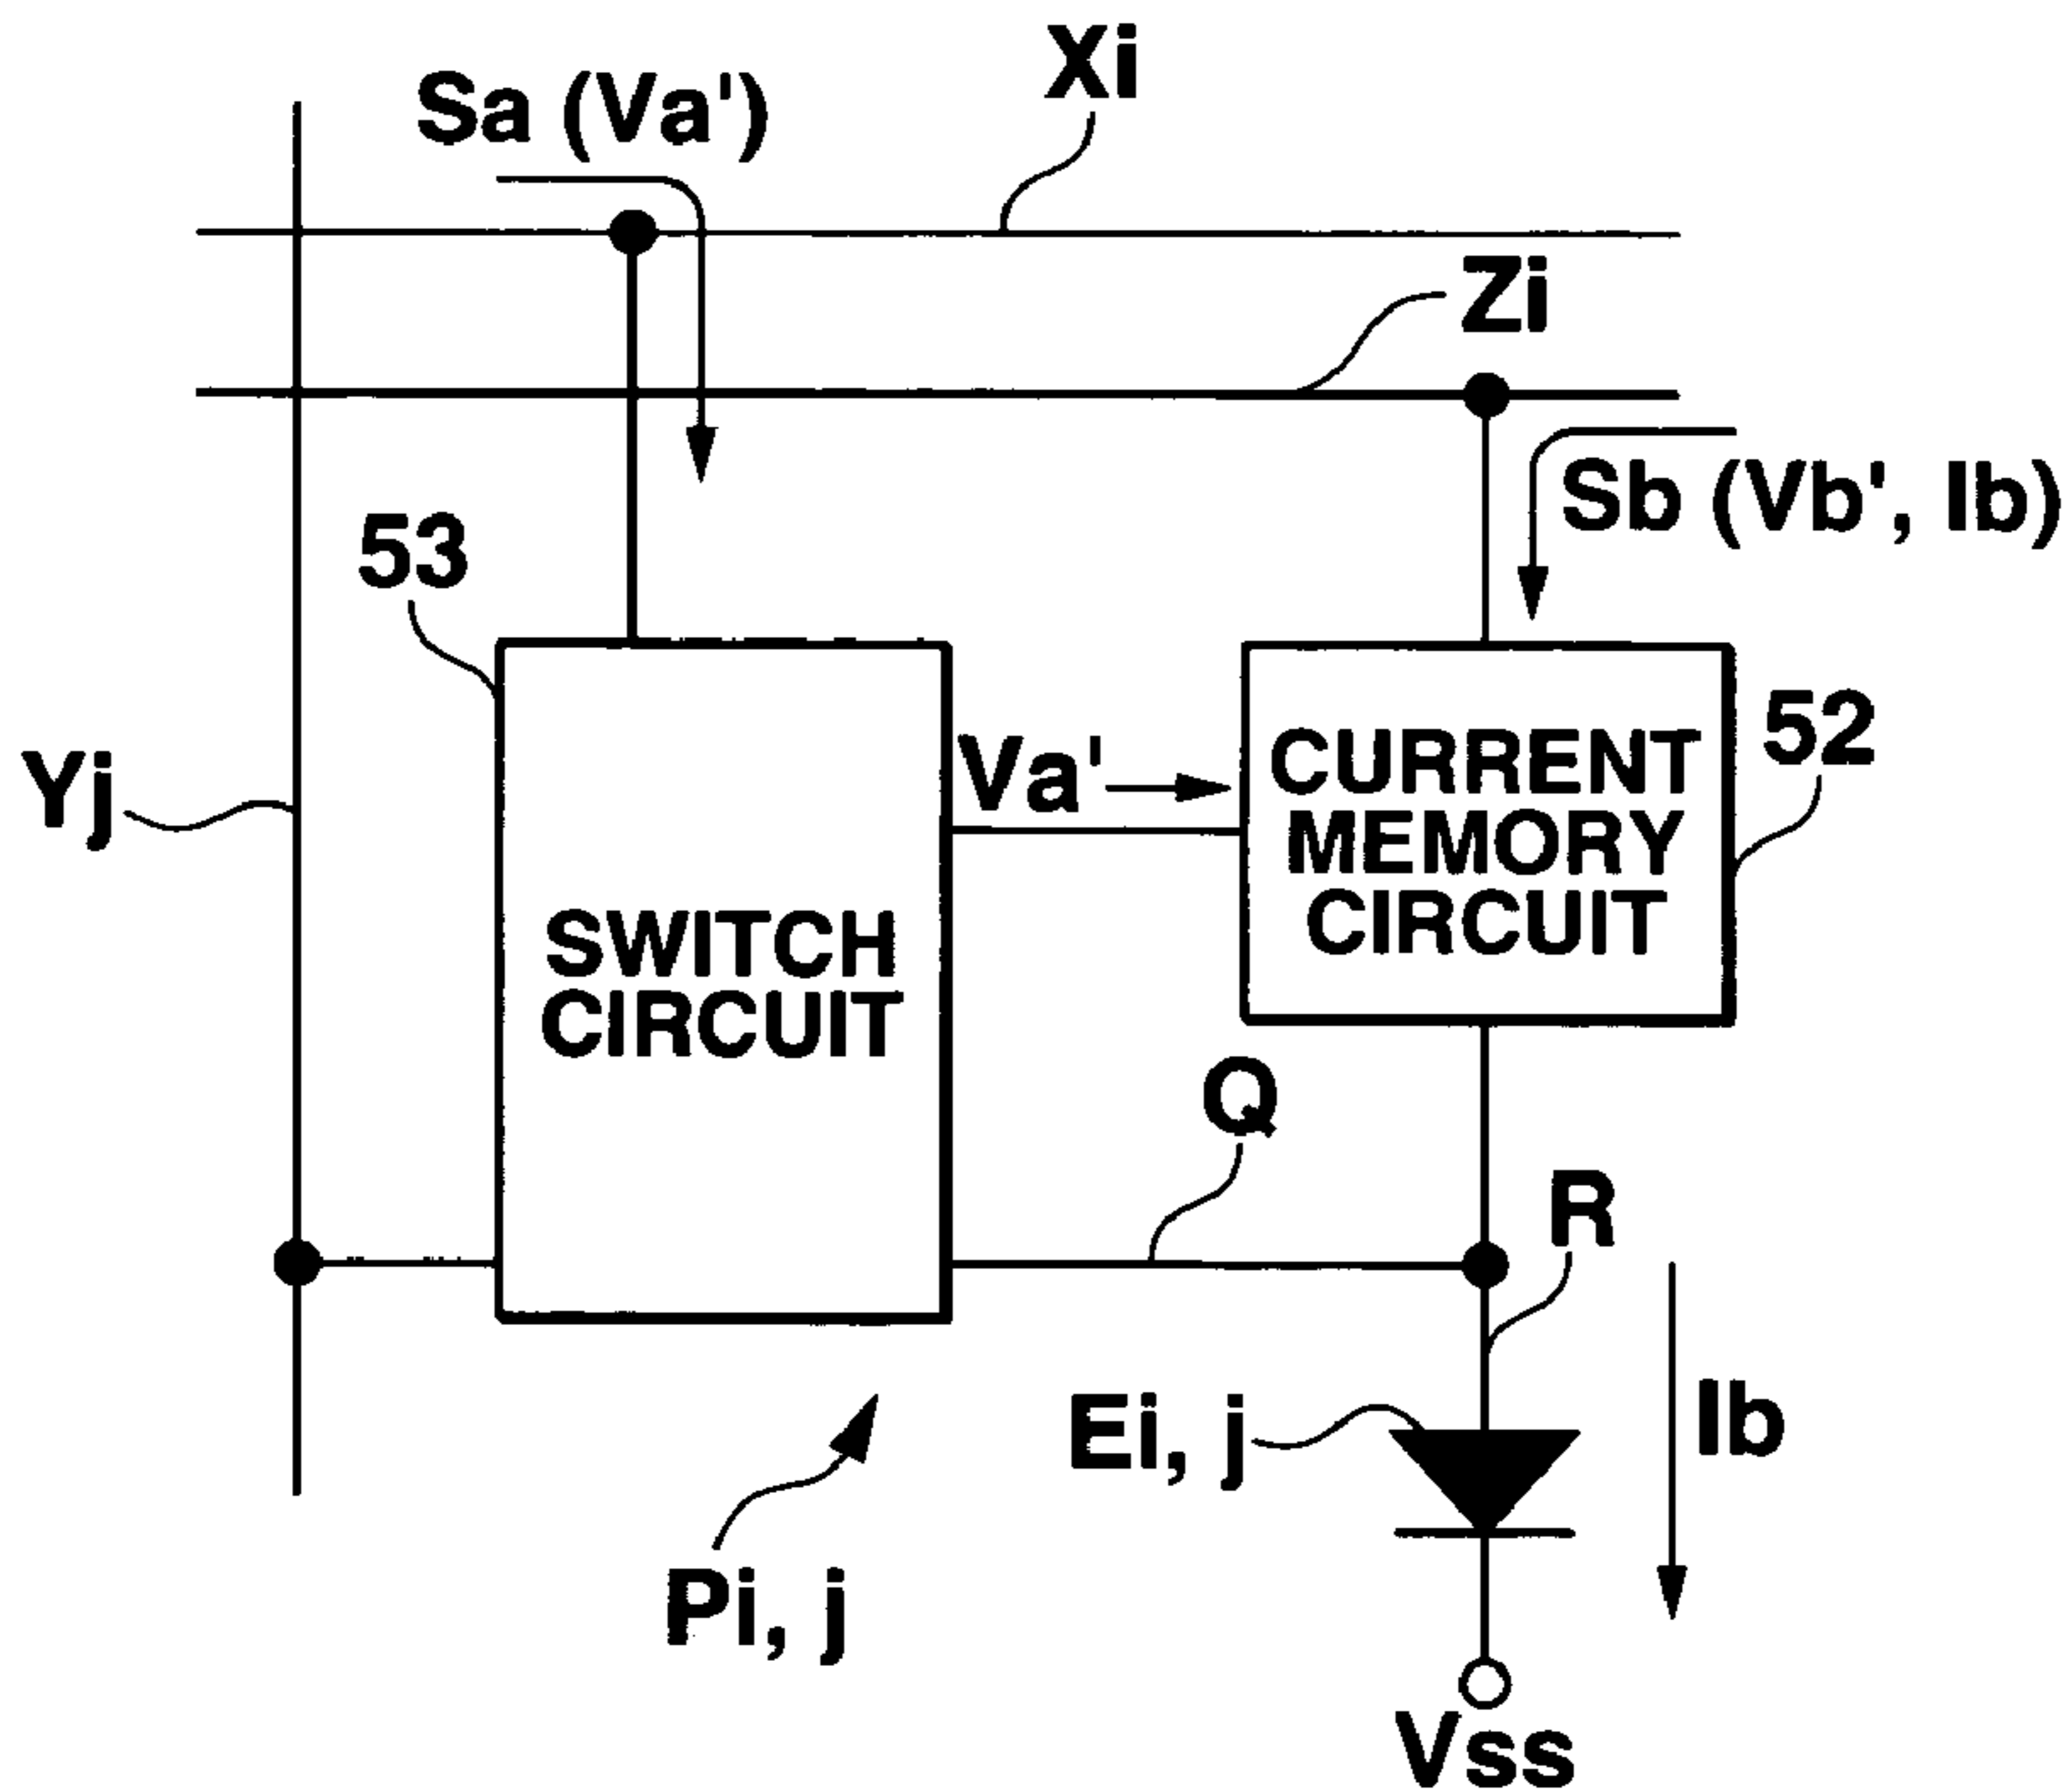 Xi
Sa (Va')
Zi
Sb (Vb', Ib)
53
52
Yj
Va'
CURRENT
MEMORY
CIRCUIT
SWITCH
CIRCUIT
Q
R
Ei, j
Ib
Pi, j
Vss